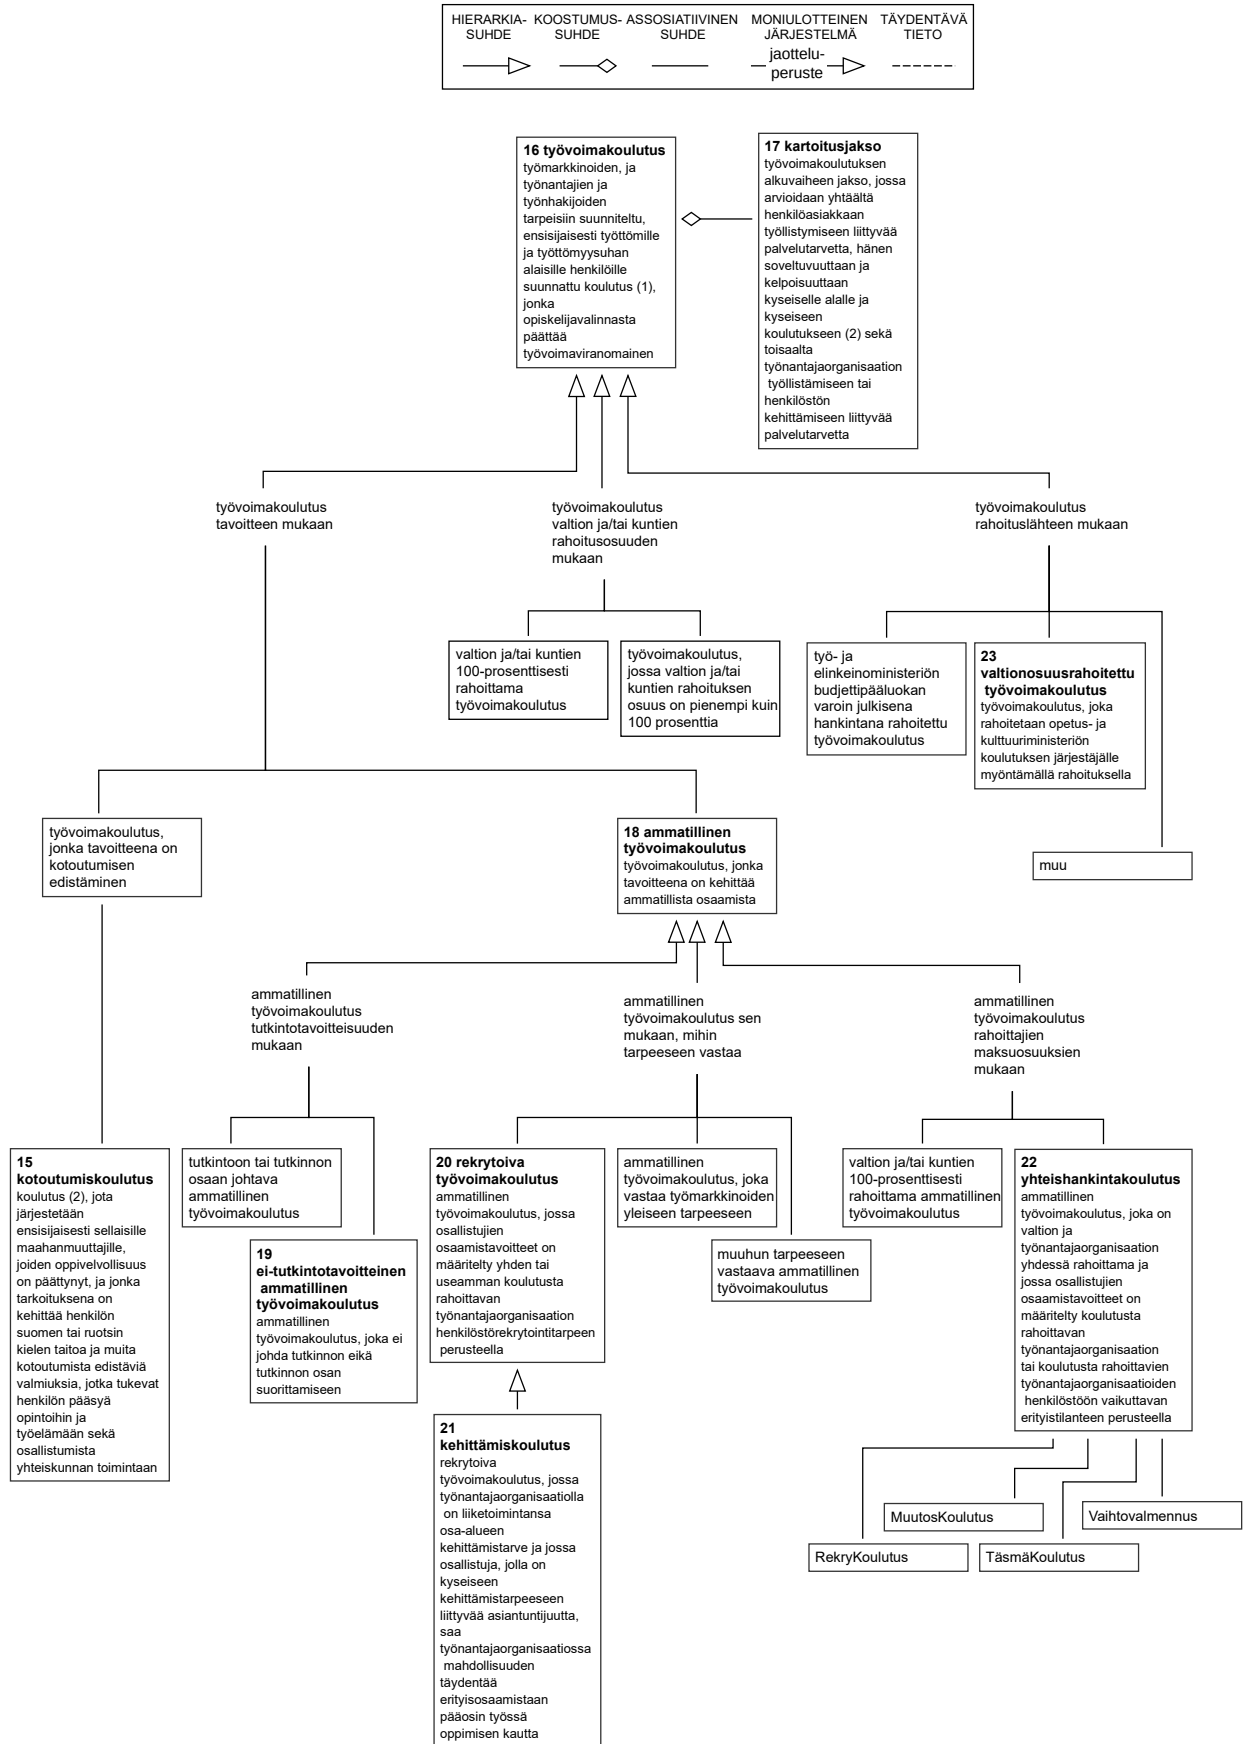 HIERARKIA-
SUHDE
KOOSTUMUS-
SUHDE
ASSOSIATIIVINEN
SUHDE
MONIULOTTEINEN
JÄRJESTELMÄ
jaottelu-
peruste
TÄYDENTÄVÄ
TIETO
16 työvoimakoulutus
työmarkkinoiden, ja
työnantajien ja
työnhakijoiden
tarpeisiin suunniteltu,
ensisijaisesti työttömille
ja työttömyysuhan
alaisille henkilöille
suunnattu koulutus (1),
jonka
opiskelijavalinnasta
päättää
työvoimaviranomainen
17 kartoitusjakso
työvoimakoulutuksen
alkuvaiheen jakso, jossa
arvioidaan yhtäältä
henkilöasiakkaan
työllistymiseen liittyvää
palvelutarvetta, hänen
soveltuvuuttaan ja
kelpoisuuttaan
kyseiselle alalle ja
kyseiseen
koulutukseen (2) sekä
toisaalta
työnantajaorganisaation
työllistämiseen tai
henkilöstön
kehittämiseen liittyvää
palvelutarvetta
työvoimakoulutus
tavoitteen mukaan
työvoimakoulutus
valtion ja/tai kuntien
rahoitusosuuden
mukaan
työvoimakoulutus
rahoituslähteen mukaan
valtion ja/tai kuntien
100-prosenttisesti
rahoittama
työvoimakoulutus
työvoimakoulutus,
jossa valtion ja/tai
kuntien rahoituksen
osuus on pienempi kuin
100 prosenttia
työ- ja
elinkeinoministeriön
budjettipääluokan
varoin julkisena
hankintana rahoitettu
työvoimakoulutus
23
valtionosuusrahoitettu
työvoimakoulutus
työvoimakoulutus, joka
rahoitetaan opetus- ja
kulttuuriministeriön
koulutuksen järjestäjälle
myöntämällä rahoituksella
muu
työvoimakoulutus,
jonka tavoitteena on
kotoutumisen
edistäminen
18 ammatillinen
työvoimakoulutus
työvoimakoulutus, jonka
tavoitteena on kehittää
ammatillista osaamista
ammatillinen
työvoimakoulutus
tutkintotavoitteisuuden
mukaan
ammatillinen
työvoimakoulutus sen
mukaan, mihin
tarpeeseen vastaa
ammatillinen
työvoimakoulutus
rahoittajien
maksuosuuksien
mukaan
15
kotoutumiskoulutus
koulutus (2), jota
järjestetään
ensisijaisesti sellaisille
maahanmuuttajille,
joiden oppivelvollisuus
on päättynyt, ja jonka
tarkoituksena on
kehittää henkilön
suomen tai ruotsin
kielen taitoa ja muita
kotoutumista edistäviä
valmiuksia, jotka tukevat
henkilön pääsyä
opintoihin ja
työelämään sekä
osallistumista
yhteiskunnan toimintaan
tutkintoon tai tutkinnon
osaan johtava
ammatillinen
työvoimakoulutus
19
ei-tutkintotavoitteinen
ammatillinen
työvoimakoulutus
ammatillinen
työvoimakoulutus, joka ei
johda tutkinnon eikä
tutkinnon osan
suorittamiseen
20 rekrytoiva
työvoimakoulutus
ammatillinen
työvoimakoulutus, jossa
osallistujien
osaamistavoitteet on
määritelty yhden tai
useamman koulutusta
rahoittavan
työnantajaorganisaation
henkilöstörekrytointitarpeen
perusteella
ammatillinen
työvoimakoulutus, joka
vastaa työmarkkinoiden
yleiseen tarpeeseen
muuhun tarpeeseen
vastaava ammatillinen
työvoimakoulutus
valtion ja/tai kuntien
100-prosenttisesti
rahoittama ammatillinen
työvoimakoulutus
22
yhteishankintakoulutus
ammatillinen
työvoimakoulutus, joka on
valtion ja
työnantajaorganisaation
yhdessä rahoittama ja
jossa osallistujien
osaamistavoitteet on
määritelty koulutusta
rahoittavan
työnantajaorganisaation
tai koulutusta rahoittavien
työnantajaorganisaatioiden
henkilöstöön vaikuttavan
erityistilanteen perusteella
21
kehittämiskoulutus
rekrytoiva
työvoimakoulutus, jossa
työnantajaorganisaatiolla
on liiketoimintansa
osa-alueen
kehittämistarve ja jossa
osallistuja, jolla on
kyseiseen
kehittämistarpeeseen
liittyvää asiantuntijuutta,
saa
työnantajaorganisaatiossa
mahdollisuuden
täydentää
erityisosaamistaan
pääosin työssä
oppimisen kautta
MuutosKoulutus
Vaihtovalmennus
RekryKoulutus
TäsmäKoulutus